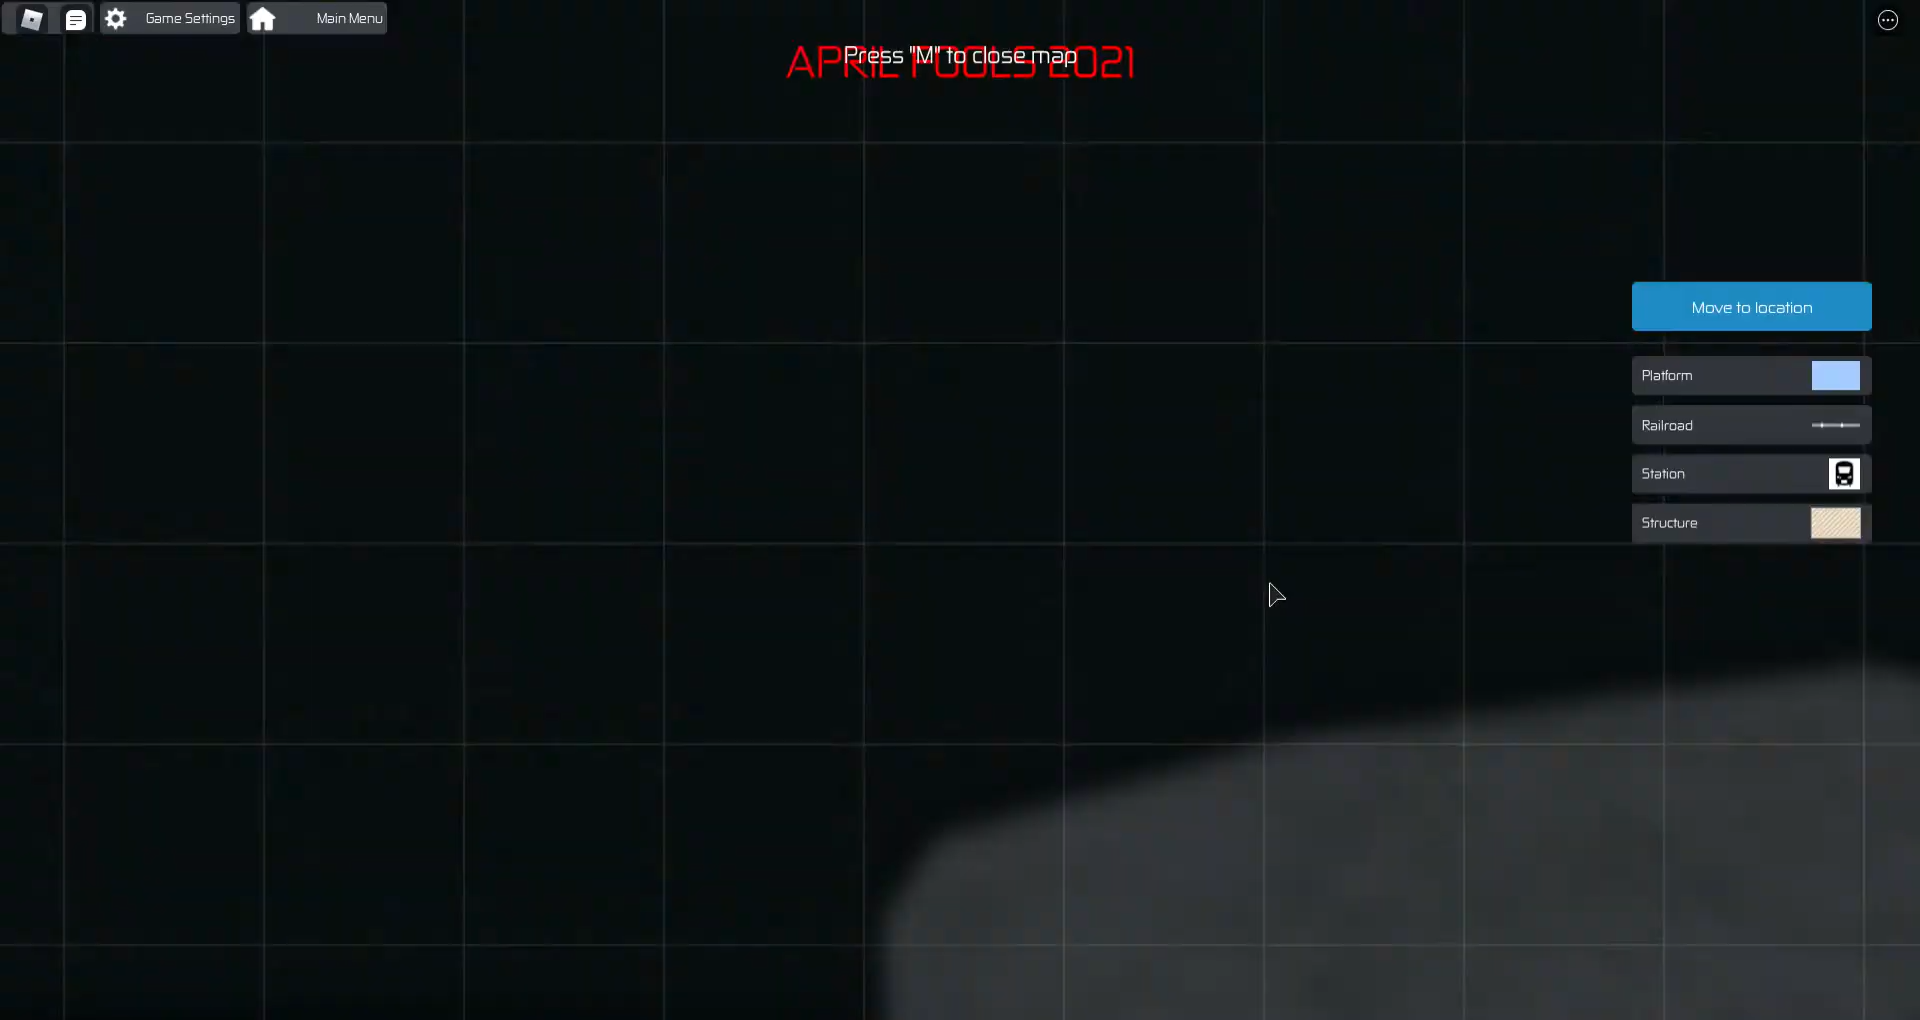 Game Settings
Main Menu
APRIL FOOLS 2021
Press "M" to close map
Move to location
Platform
Railroad
Station
Structure